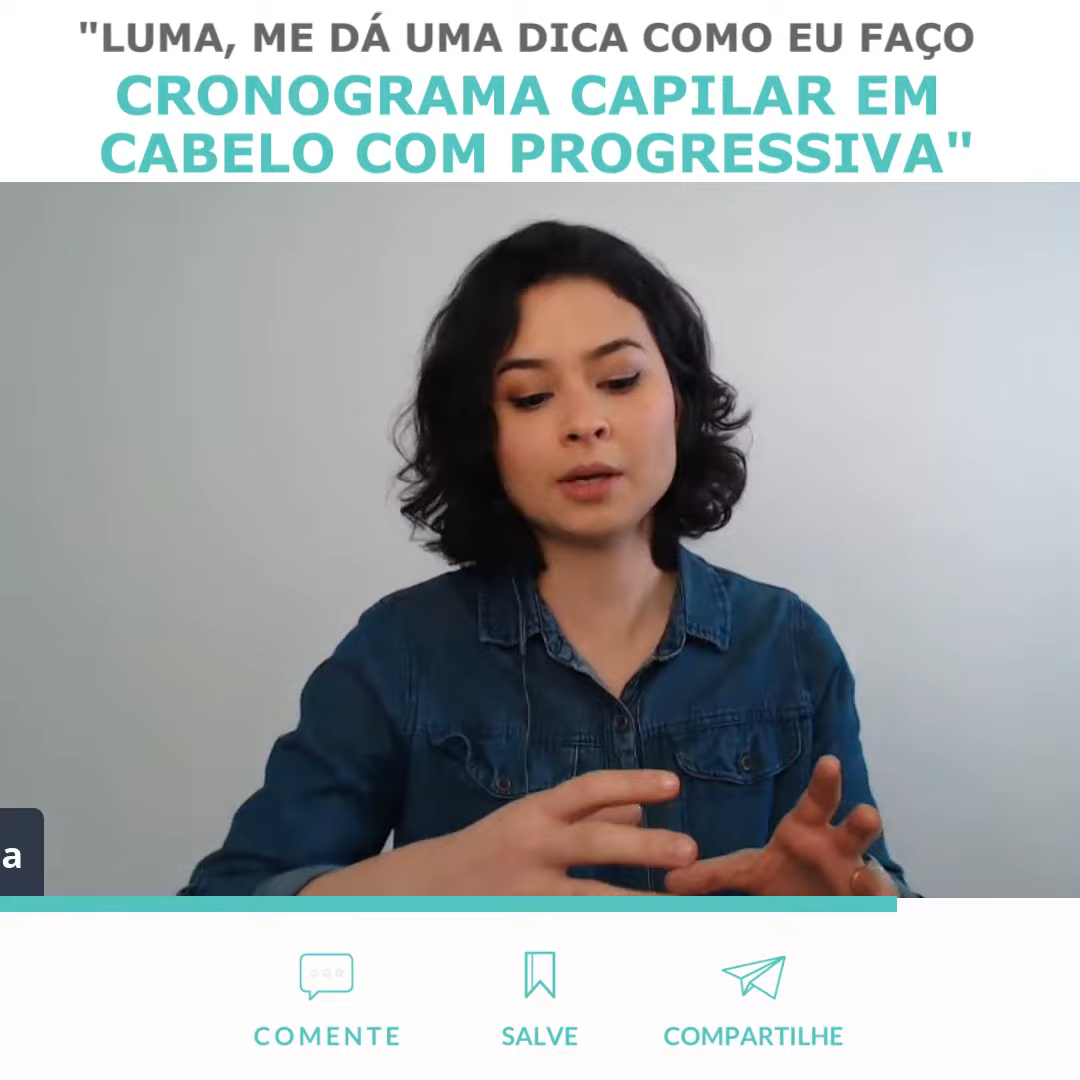 "LUMA, ME DÁ UMA DICA COMO EU FAÇO
CRONOGRAMA CAPILAR EM
CABELO COM PROGRESSIVA"
a
COMENTE
SALVE
COMPARTILHE